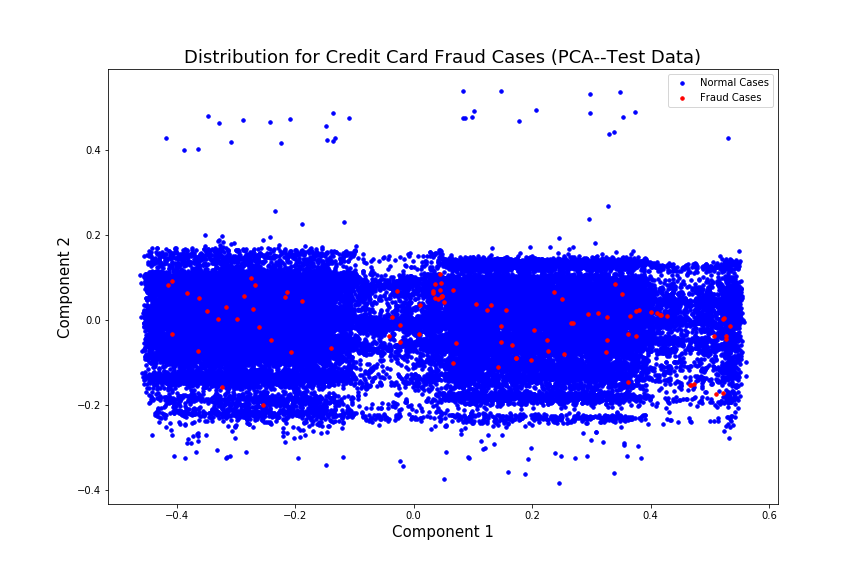 Distribution for Credit Card Fraud Cases (PCA--Test Data)
Normal Cases
Fraud Cases
0.4
0.2
0.0
−0.2
−0.4
Component 2
−0.4
−0.2
0.0
0.2
0.4
0.6
Component 1